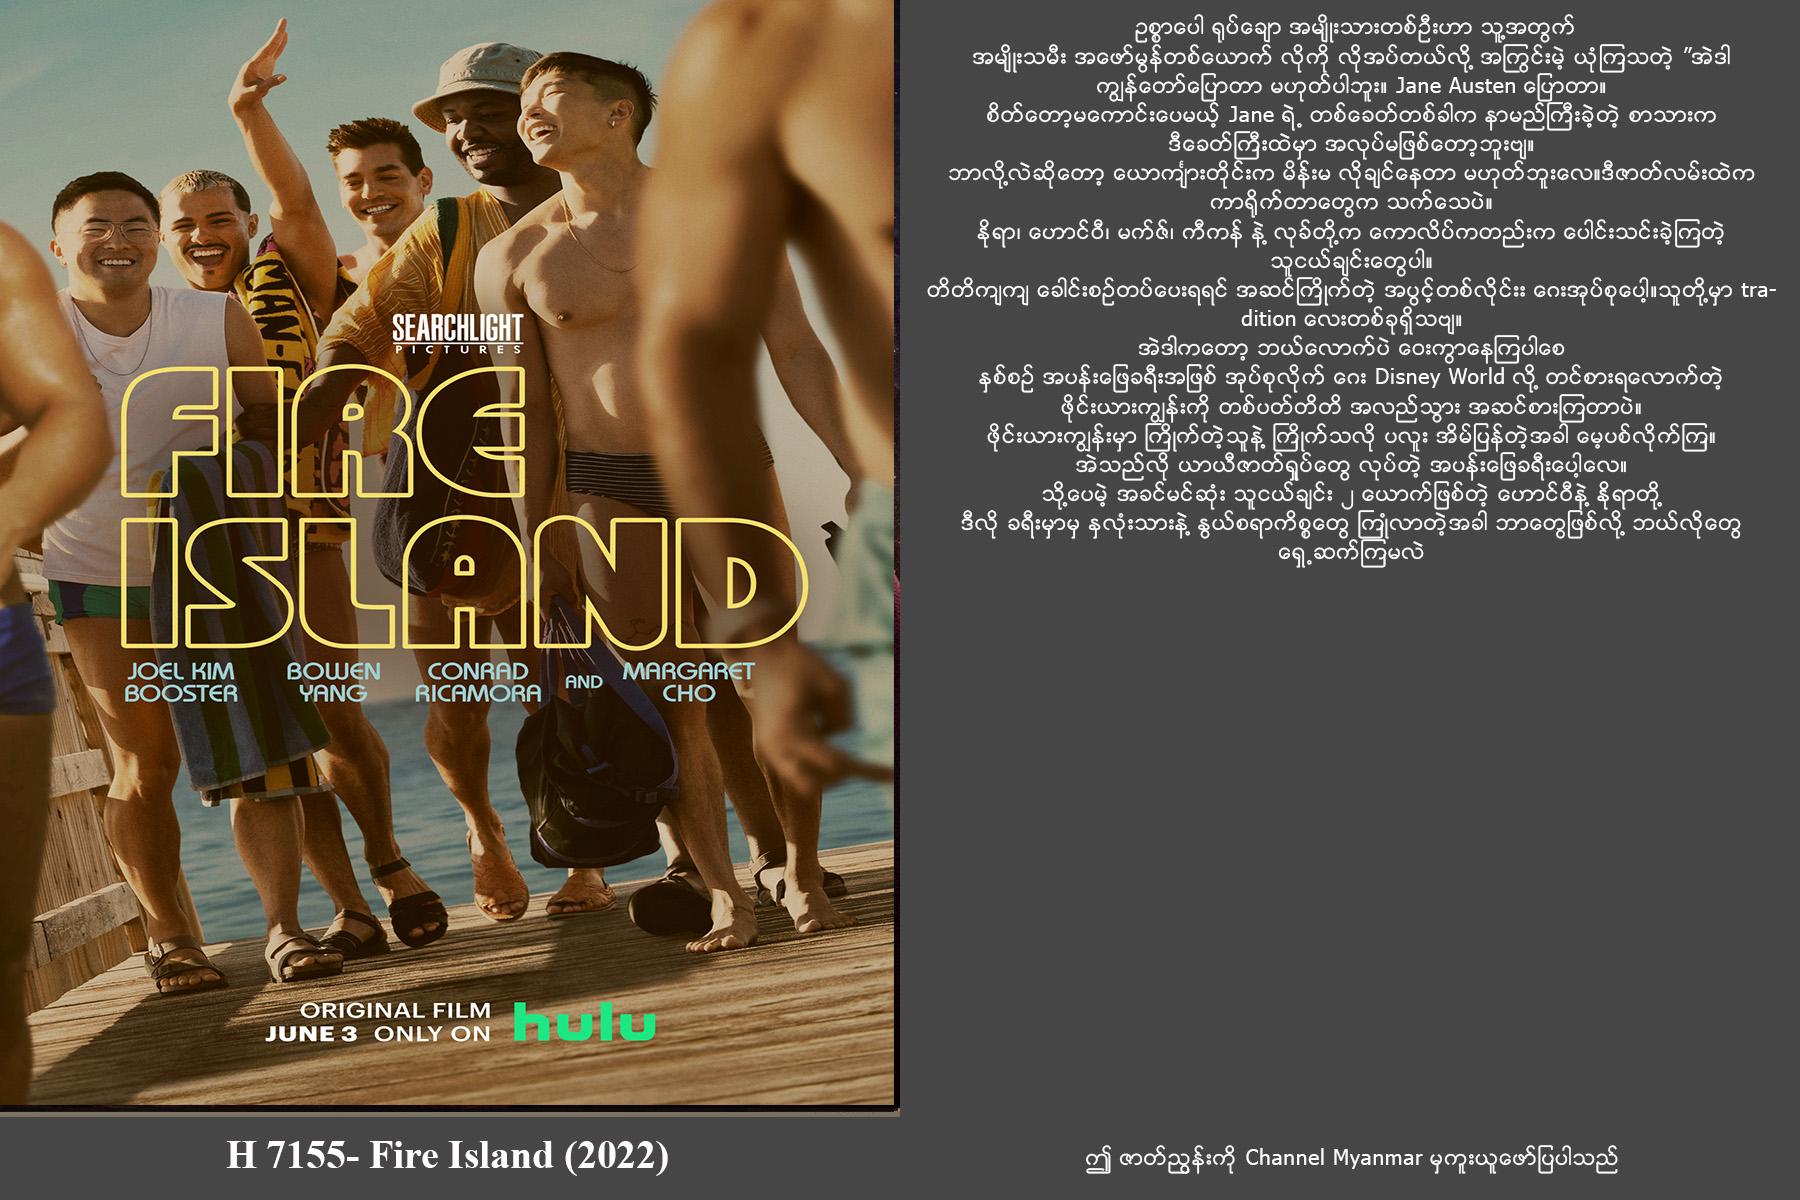 SEARCHLIGHT
PICTURES
FIRE
ISLAND
JOEL KIM BOOSTER
BOWEN YANG
CONRAD RICAMORA
AND
MARGARET CHO
ORIGINAL FILM
JUNE 3 ONLY ON
hulu
H 7155- Fire Island (2022)
ဥစ္စာပေါ ရုပ်ချော အမျိုးသားတစ်ဦးဟာ သူ့အတွက်
အမျိုးသမီး အဖော်မွန်တစ်ယောက် လိုကို လိုအပ်တယ်လို့ အကြွင်းမဲ့ ယုံကြသတဲ့ "အဲဒါ
ကျွန်တော်ပြောတာ မဟုတ်ပါဘူး။ Jane Austen ပြောတာ။
စိတ်တော့မကောင်းပေမယ့် Jane ရဲ့ တစ်ခေတ်တစ်ခါက နာမည်ကြီးခဲ့တဲ့ စာသားက
ဒီခေတ်ကြီးထဲမှာ အလုပ်မဖြစ်တော့ဘူးဗျ။
ဘာလို့လဲဆိုတော့ ယောက်ျားတိုင်းက မိန်းမ လိုချင်နေတာ မဟုတ်ဘူးလေ။ဒီဇာတ်လမ်းထဲက
ကာရိုက်တာတွေက သက်သေပဲ။
နိုရာ၊ ဟောင်ဝီ၊ မက်ဇ်၊ ကီကန် နဲ့ လုခ်တို့က ကောလိပ်ကတည်းက ပေါင်းသင်းခဲ့ကြတဲ့
သူငယ်ချင်းတွေပါ။
တိတိကျကျ ခေါင်းစဉ်တပ်ပေးရရင် အဆင်ကြိုက်တဲ့ အပွင့်တစ်လိုင်းး ဂေးအုပ်စုပေါ့။သူတို့မှာ tra-
dition လေးတစ်ခုရှိသဗျ။
အဲဒါကတော့ ဘယ်လောက်ပဲ ဝေးကွာနေကြပါစေ
နှစ်စဉ် အပန်းဖြေခရီးအဖြစ် အုပ်စုလိုက် ဂေး Disney World လို့ တင်စားရလောက်တဲ့
ဖိုင်းယားကျွန်းကို တစ်ပတ်တိတိ အလည်သွား အဆင်စားကြတာပဲ။
ဖိုင်းယားကျွန်းမှာ ကြိုက်တဲ့သူနဲ့ ကြိုက်သလို ပလူး အိမ်ပြန်တဲ့အခါ မေ့ပစ်လိုက်ကြ။
အဲသည်လို ယာယီဇာတ်ရှုပ်တွေ လုပ်တဲ့ အပန်းဖြေခရီးပေါ့လေ။
သို့ပေမဲ့ အခင်မင်ဆုံး သူငယ်ချင်း ၂ ယောက်ဖြစ်တဲ့ ဟောင်ဝီနဲ့ နိုရာတို့
ဒီလို ခရီးမှာမှ နှလုံးသားနဲ့ နွယ်စရာကိစ္စတွေ ကြုံလာတဲ့အခါ ဘာတွေဖြစ်လို့ ဘယ်လိုတွေ
ရှေ့ဆက်ကြမလဲ
ဤ ဇာတ်ညွှန်းကို Channel Myanmar မှကူးယူဖော်ပြပါသည်